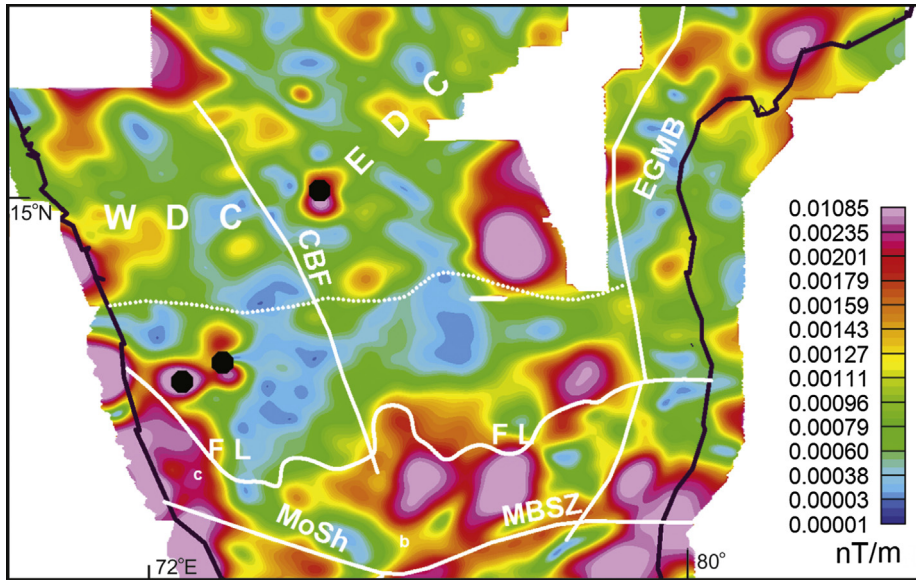 E D C
EGMB
15°N
W D C
CBF
0.01085
0.00235
0.00201
0.00179
0.00159
0.00143
0.00127
0.00111
0.00096
0.00079
0.00060
0.00038
0.00003
0.00001
nT/m
F L
F L
c
MoSh
b
MBSZ
72°E
80°